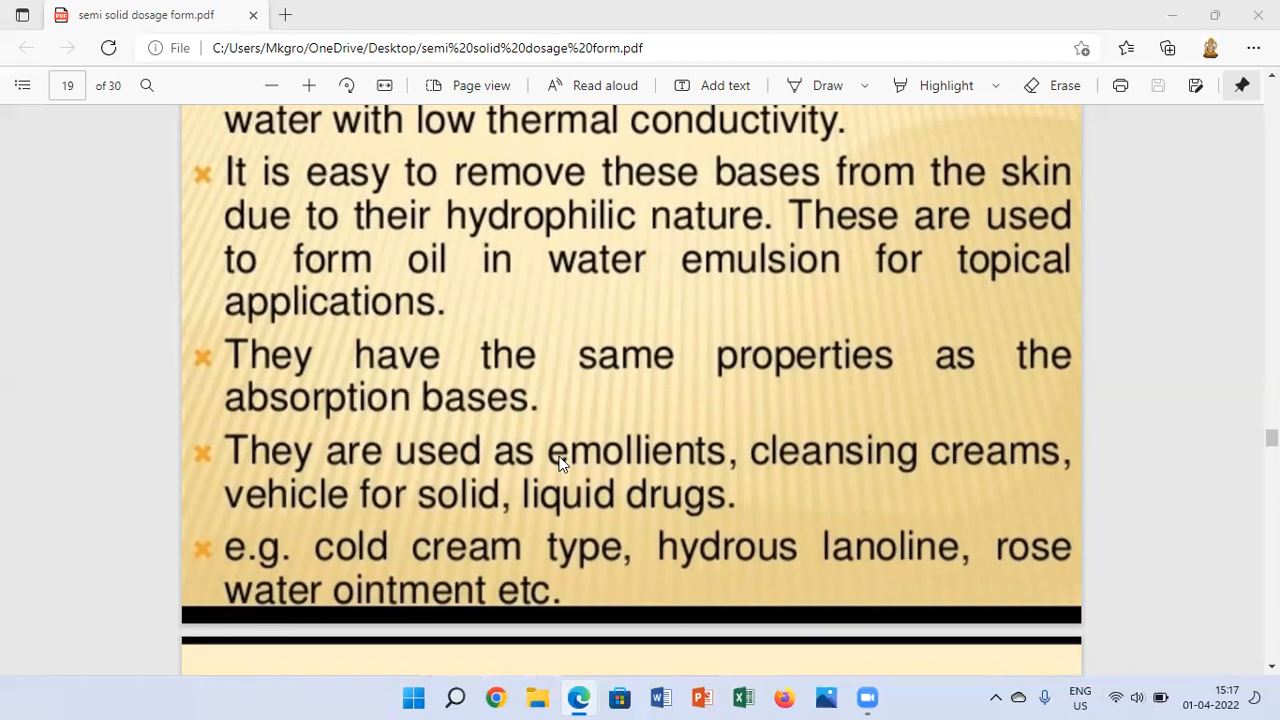 semi solid dosage form.pdf
File C:/Users/Mkgro/OneDrive/Desktop/semi%20solid%20dosage%20form.pdf
19 of 30 Page view Read aloud Add text Draw Highlight Erase
water with low thermal conductivity.
It is easy to remove these bases from the skin
due to their hydrophilic nature. These are used
to form oil in water emulsion for topical
applications.
They have the same properties as the
absorption bases.
They are used as emollients, cleansing creams,
vehicle for solid, liquid drugs.
e.g. cold cream type, hydrous lanoline, rose
water ointment etc.
ENG 15:17
US 01-04-2022